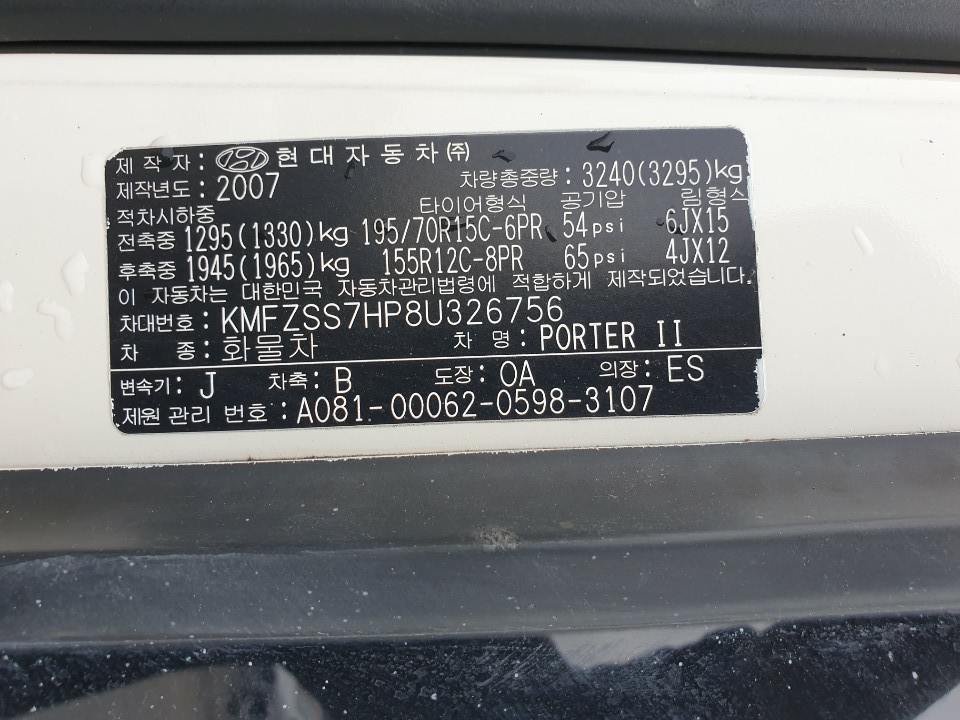 제 작 자 : 현 대 자 동 차 ㈜
제작년도 : 2007 차량총중량 : 3240(3295)kg
적차시하중 타이어형식 공기압 림형식
전축중 1295(1330)kg 195/70R15C-6PR 54psi 6JX15
후축중 1945(1965)kg 155R12C-8PR 65psi 4JX12
이 자동차는 대한민국 자동차관리법령에 적합하게 제작되었습니다.
차대번호 : KMFZSS7HP8U326756
차 종 : 화물차 차 명 : PORTER II
변속기 : J 차축 : B 도장 : OA 의장 : ES
제원 관리 번호 : A081-00062-0598-3107